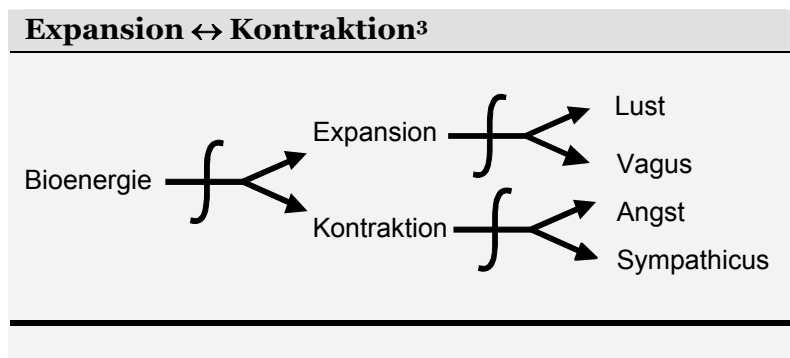 Expansion ↔ Kontraktion³
Lust
Expansion
Vagus
Bioenergie
Angst
Kontraktion
Sympathicus